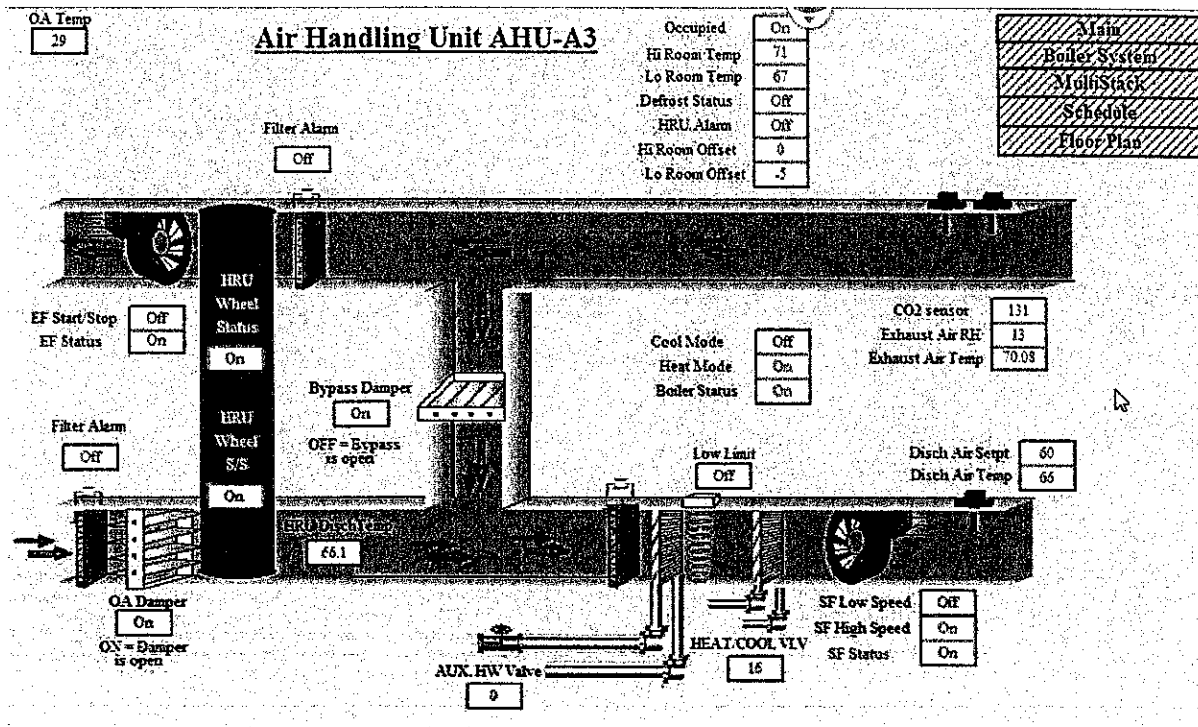 OA Temp
29
Air Handling Unit AHU-A3
Occupied On
Hi Room Temp 71
Lo Room Temp 67
Defrost Status Off
HRU Alarm Off
Hi Room Offset 0
Lo Room Offset -5
Main
Boiler System
MultiStack
Schedule
Floor Plan
Filter Alarm
Off
HRU
Wheel
Status
On
EF Start/Stop Off
EF Status On
CO2 sensor 131
Exhaust Air RH 13
Exhaust Air Temp 70.08
Cool Mode Off
Heat Mode On
Boiler Status On
Bypass Damper
On
OFF = Bypass
is open
HRU
Wheel
S/S
On
Filter Alarm
Off
Low Limit
Off
Disch Air Setpt 60
Disch Air Temp 66
HRU Disch Temp
66.1
OA Damper
On
ON = Damper
is open
SF Low Speed Off
SF High Speed On
SF Status On
HEAT/COOL VLV
16
AUX. HW Valve
0